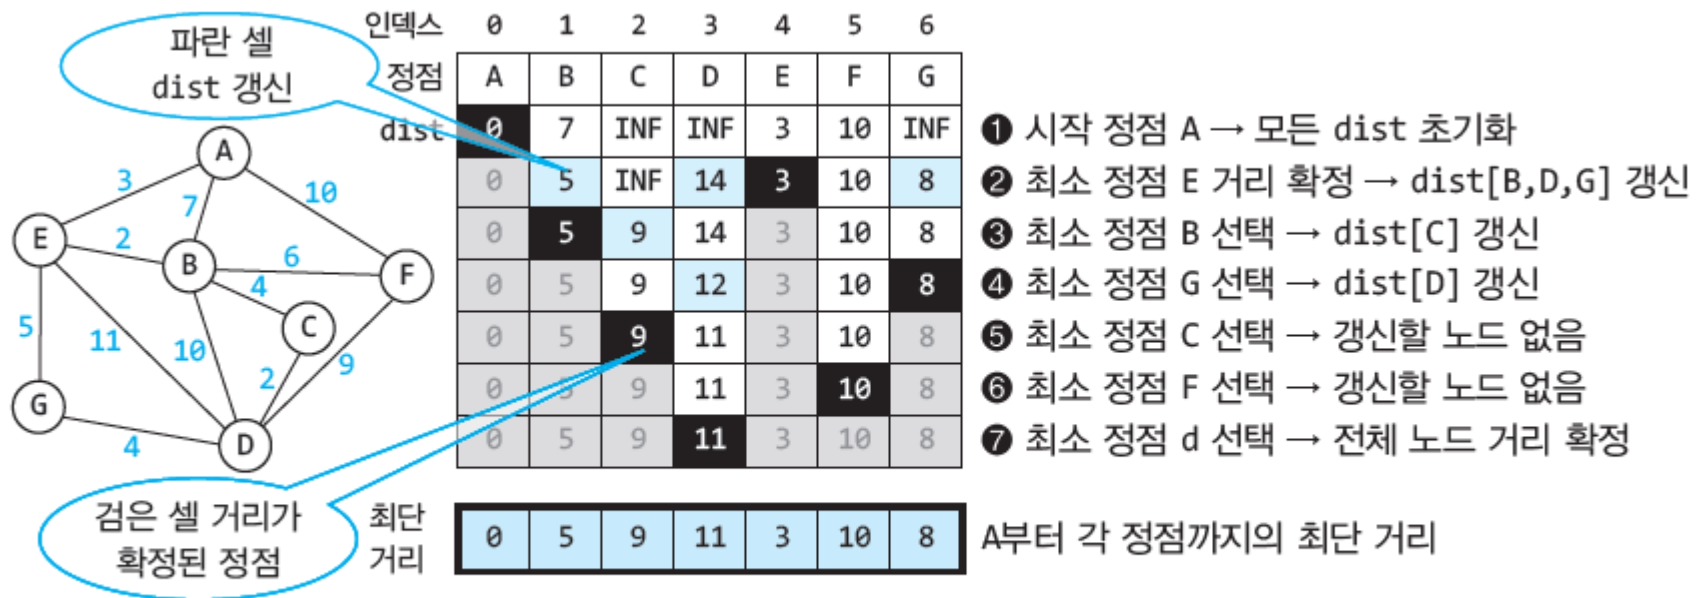 파란 셀
dist 갱신
인덱스 0 1 2 3 4 5 6
정점 A B C D E F G
dist 0 7 INF INF 3 10 INF
0 5 INF 14 3 10 8
0 5 9 14 3 10 8
0 5 9 12 3 10 8
0 5 9 11 3 10 8
0 5 9 11 3 10 8
0 5 9 11 3 10 8
❶ 시작 정점 A → 모든 dist 초기화
❷ 최소 정점 E 거리 확정 → dist[B,D,G] 갱신
❸ 최소 정점 B 선택 → dist[C] 갱신
❹ 최소 정점 G 선택 → dist[D] 갱신
❺ 최소 정점 C 선택 → 갱신할 노드 없음
❻ 최소 정점 F 선택 → 갱신할 노드 없음
❼ 최소 정점 d 선택 → 전체 노드 거리 확정
A
3
10
7
E
2
B
6
F
4
C
5
11
10
2
9
G
4
D
검은 셀 거리가
확정된 정점
최단
거리
0 5 9 11 3 10 8
A부터 각 정점까지의 최단 거리